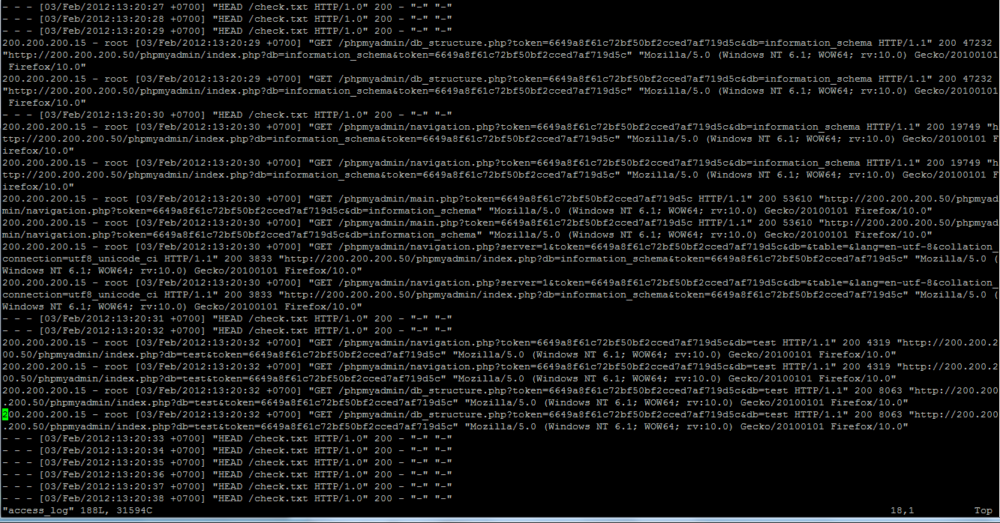 - - - [03/Feb/2012:13:20:27 +0700] "HEAD /check.txt HTTP/1.0" 200 - "-" "-"
- - - [03/Feb/2012:13:20:28 +0700] "HEAD /check.txt HTTP/1.0" 200 - "-" "-"
- - - [03/Feb/2012:13:20:29 +0700] "HEAD /check.txt HTTP/1.0" 200 - "-" "-"
200.200.200.15 - root [03/Feb/2012:13:20:29 +0700] "GET /phpmyadmin/db_structure.php?token=6649a8f61c72bf50bf2cced7af719d5c&db=information_schema HTTP/1.1" 200 47232
"http://200.200.200.50/phpmyadmin/index.php?db=information_schema&token=6649a8f61c72bf50bf2cced7af719d5c" "Mozilla/5.0 (Windows NT 6.1; WOW64; rv:10.0) Gecko/20100101
Firefox/10.0"
200.200.200.15 - root [03/Feb/2012:13:20:29 +0700] "GET /phpmyadmin/db_structure.php?token=6649a8f61c72bf50bf2cced7af719d5c&db=information_schema HTTP/1.1" 200 47232
"http://200.200.200.50/phpmyadmin/index.php?db=information_schema&token=6649a8f61c72bf50bf2cced7af719d5c" "Mozilla/5.0 (Windows NT 6.1; WOW64; rv:10.0) Gecko/20100101
Firefox/10.0"
- - - [03/Feb/2012:13:20:30 +0700] "HEAD /check.txt HTTP/1.0" 200 - "-" "-"
200.200.200.15 - root [03/Feb/2012:13:20:30 +0700] "GET /phpmyadmin/navigation.php?token=6649a8f61c72bf50bf2cced7af719d5c&db=information_schema HTTP/1.1" 200 19749 "h
ttp://200.200.200.50/phpmyadmin/index.php?db=information_schema&token=6649a8f61c72bf50bf2cced7af719d5c" "Mozilla/5.0 (Windows NT 6.1; WOW64; rv:10.0) Gecko/20100101 F
irefox/10.0"
200.200.200.15 - root [03/Feb/2012:13:20:30 +0700] "GET /phpmyadmin/navigation.php?token=6649a8f61c72bf50bf2cced7af719d5c&db=information_schema HTTP/1.1" 200 19749 "h
ttp://200.200.200.50/phpmyadmin/index.php?db=information_schema&token=6649a8f61c72bf50bf2cced7af719d5c" "Mozilla/5.0 (Windows NT 6.1; WOW64; rv:10.0) Gecko/20100101 F
irefox/10.0"
200.200.200.15 - root [03/Feb/2012:13:20:30 +0700] "GET /phpmyadmin/main.php?token=6649a8f61c72bf50bf2cced7af719d5c HTTP/1.1" 200 53610 "http://200.200.200.50/phpmyad
min/navigation.php?token=6649a8f61c72bf50bf2cced7af719d5c&db=information_schema" "Mozilla/5.0 (Windows NT 6.1; WOW64; rv:10.0) Gecko/20100101 Firefox/10.0"
200.200.200.15 - root [03/Feb/2012:13:20:30 +0700] "GET /phpmyadmin/main.php?token=6649a8f61c72bf50bf2cced7af719d5c HTTP/1.1" 200 53610 "http://200.200.200.50/phpmyad
min/navigation.php?token=6649a8f61c72bf50bf2cced7af719d5c&db=information_schema" "Mozilla/5.0 (Windows NT 6.1; WOW64; rv:10.0) Gecko/20100101 Firefox/10.0"
200.200.200.15 - root [03/Feb/2012:13:20:30 +0700] "GET /phpmyadmin/navigation.php?server=1&token=6649a8f61c72bf50bf2cced7af719d5c&db=&table=&lang=en-utf-8&collation_
connection=utf8_unicode_ci HTTP/1.1" 200 3833 "http://200.200.200.50/phpmyadmin/index.php?db=information_schema&token=6649a8f61c72bf50bf2cced7af719d5c" "Mozilla/5.0 (
Windows NT 6.1; WOW64; rv:10.0) Gecko/20100101 Firefox/10.0"
200.200.200.15 - root [03/Feb/2012:13:20:30 +0700] "GET /phpmyadmin/navigation.php?server=1&token=6649a8f61c72bf50bf2cced7af719d5c&db=&table=&lang=en-utf-8&collation_
connection=utf8_unicode_ci HTTP/1.1" 200 3833 "http://200.200.200.50/phpmyadmin/index.php?db=information_schema&token=6649a8f61c72bf50bf2cced7af719d5c" "Mozilla/5.0 (
Windows NT 6.1; WOW64; rv:10.0) Gecko/20100101 Firefox/10.0"
- - - [03/Feb/2012:13:20:31 +0700] "HEAD /check.txt HTTP/1.0" 200 - "-" "-"
- - - [03/Feb/2012:13:20:32 +0700] "HEAD /check.txt HTTP/1.0" 200 - "-" "-"
200.200.200.15 - root [03/Feb/2012:13:20:32 +0700] "GET /phpmyadmin/navigation.php?token=6649a8f61c72bf50bf2cced7af719d5c&db=test HTTP/1.1" 200 4319 "http://200.200.2
00.50/phpmyadmin/index.php?db=test&token=6649a8f61c72bf50bf2cced7af719d5c" "Mozilla/5.0 (Windows NT 6.1; WOW64; rv:10.0) Gecko/20100101 Firefox/10.0"
200.200.200.15 - root [03/Feb/2012:13:20:32 +0700] "GET /phpmyadmin/navigation.php?token=6649a8f61c72bf50bf2cced7af719d5c&db=test HTTP/1.1" 200 4319 "http://200.200.2
00.50/phpmyadmin/index.php?db=test&token=6649a8f61c72bf50bf2cced7af719d5c" "Mozilla/5.0 (Windows NT 6.1; WOW64; rv:10.0) Gecko/20100101 Firefox/10.0"
200.200.200.15 - root [03/Feb/2012:13:20:32 +0700] "GET /phpmyadmin/db_structure.php?token=6649a8f61c72bf50bf2cced7af719d5c&db=test HTTP/1.1" 200 8063 "http://200.200
.200.50/phpmyadmin/index.php?db=test&token=6649a8f61c72bf50bf2cced7af719d5c" "Mozilla/5.0 (Windows NT 6.1; WOW64; rv:10.0) Gecko/20100101 Firefox/10.0"
200.200.200.15 - root [03/Feb/2012:13:20:32 +0700] "GET /phpmyadmin/db_structure.php?token=6649a8f61c72bf50bf2cced7af719d5c&db=test HTTP/1.1" 200 8063 "http://200.200
.200.50/phpmyadmin/index.php?db=test&token=6649a8f61c72bf50bf2cced7af719d5c" "Mozilla/5.0 (Windows NT 6.1; WOW64; rv:10.0) Gecko/20100101 Firefox/10.0"
- - - [03/Feb/2012:13:20:33 +0700] "HEAD /check.txt HTTP/1.0" 200 - "-" "-"
- - - [03/Feb/2012:13:20:34 +0700] "HEAD /check.txt HTTP/1.0" 200 - "-" "-"
- - - [03/Feb/2012:13:20:35 +0700] "HEAD /check.txt HTTP/1.0" 200 - "-" "-"
- - - [03/Feb/2012:13:20:36 +0700] "HEAD /check.txt HTTP/1.0" 200 - "-" "-"
- - - [03/Feb/2012:13:20:37 +0700] "HEAD /check.txt HTTP/1.0" 200 - "-" "-"
- - - [03/Feb/2012:13:20:38 +0700] "HEAD /check.txt HTTP/1.0" 200 - "-" "-"
"access_log" 188L, 31594C 18,1 Top